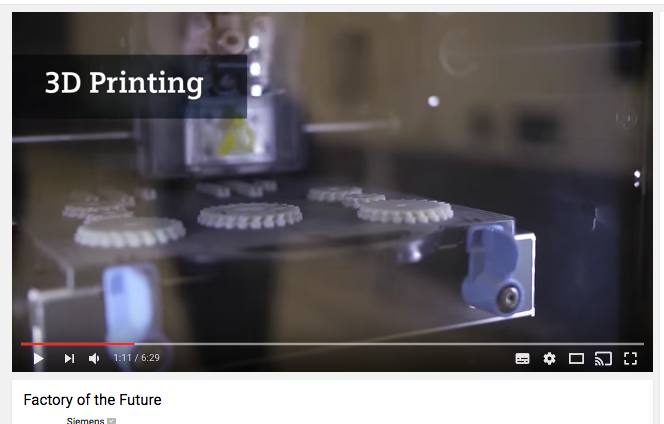 3D Printing
1:11 / 6:29
Factory of the Future
Siemens